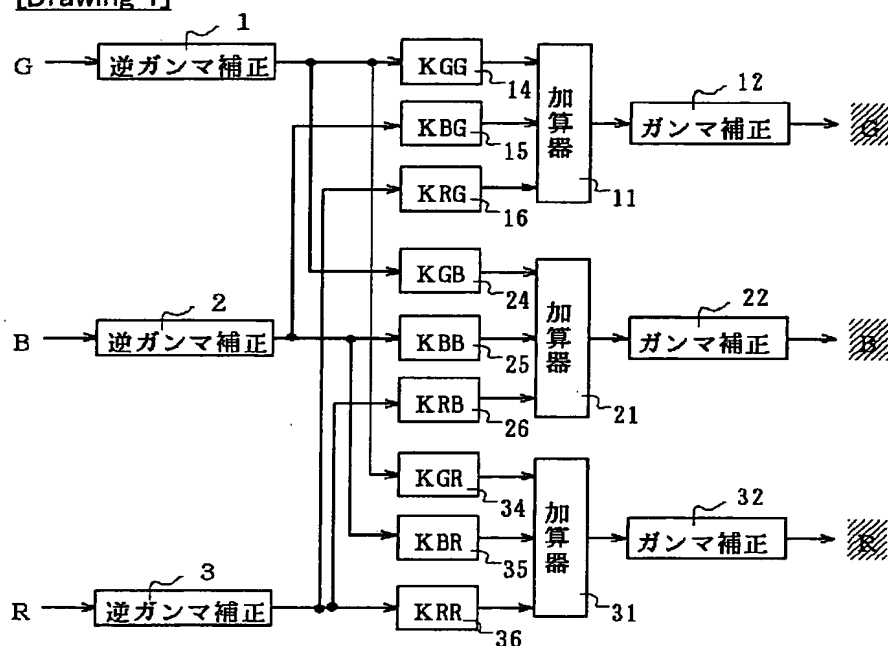 [Drawing 1]
1
G 逆ガンマ補正
KGG
14
KBG
15
KRG
16
加算器
11
12
ガンマ補正
G
2
B 逆ガンマ補正
KGB
24
KBB
25
KRB
26
加算器
21
22
ガンマ補正
B
3
R 逆ガンマ補正
KGR
34
KBR
35
KRR
36
加算器
31
32
ガンマ補正
R